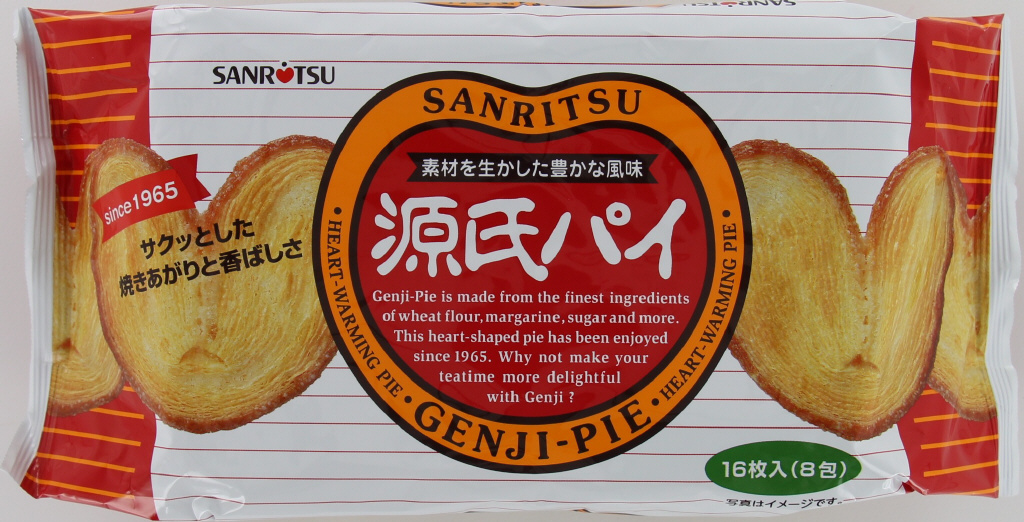 SANRITSU
SANRITSU
素材を生かした豊かな風味
since1965
サクッとした
焼きあがりと香ばしさ
源氏パイ
Genji-Pie is made from the finest ingredients
of wheat flour, margarine, sugar and more.
This heart-shaped pie has been enjoyed
since 1965. Why not make your
teatime more delightful
with Genji ?
• HEART-WARMING PIE •
GENJI-PIE
• HEART-WARMING PIE •
16枚入(8包)
写真はイメージです。